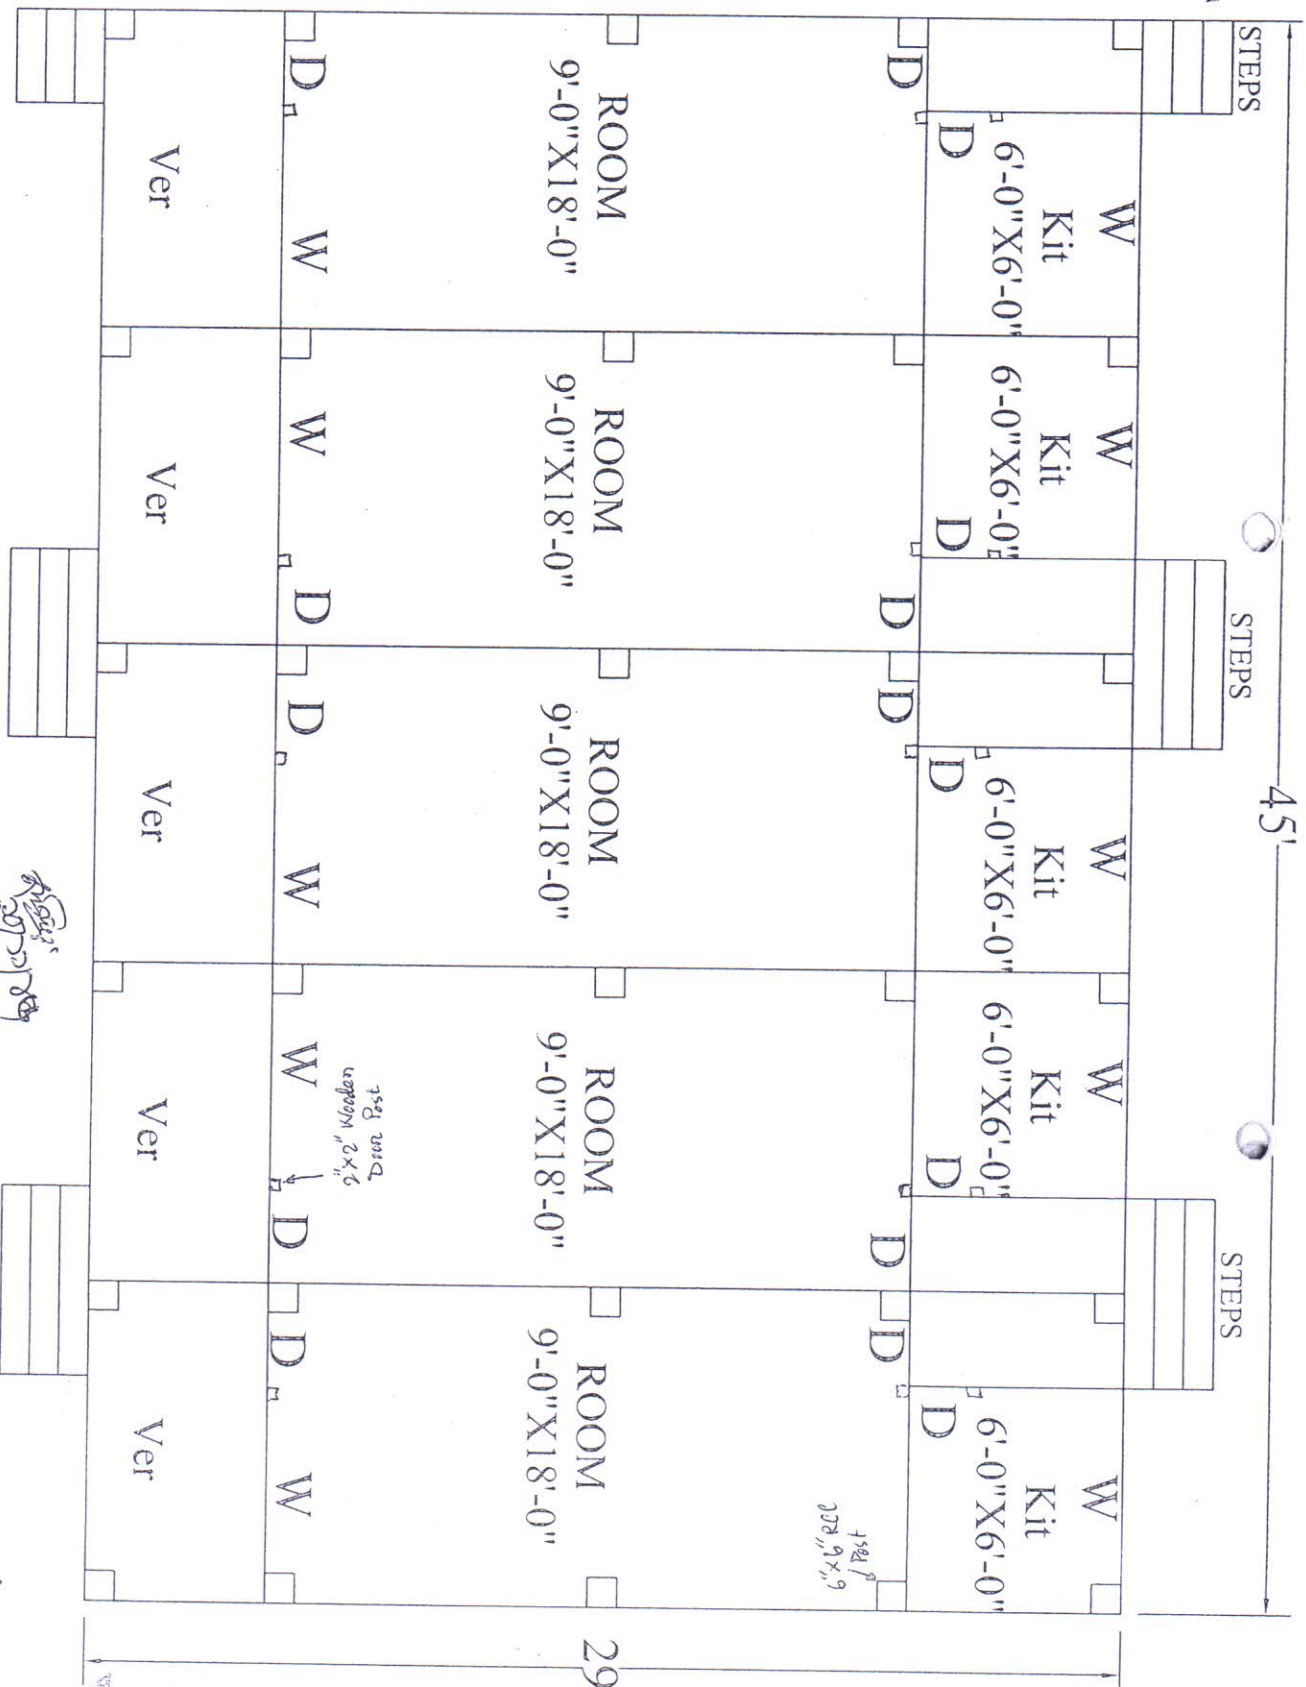 45'
STEPS
STEPS
STEPS
W
W
W
W
W
Kit
Kit
Kit
Kit
Kit
6'-0"X6'-0"
6'-0"X6'-0"
6'-0"X6'-0"
6'-0"X6'-0"
6'-0"X6'-0"
D
D
D
D
D
D
D
D
D
D
6"x6" RCC
Post
ROOM
9'-0"X18'-0"
ROOM
9'-0"X18'-0"
ROOM
9'-0"X18'-0"
ROOM
9'-0"X18'-0"
ROOM
9'-0"X18'-0"
29
2"x2" Wooden
Door Post
D
W
W
D
D
W
W
D
D
W
Ver
Ver
Ver
Ver
Ver